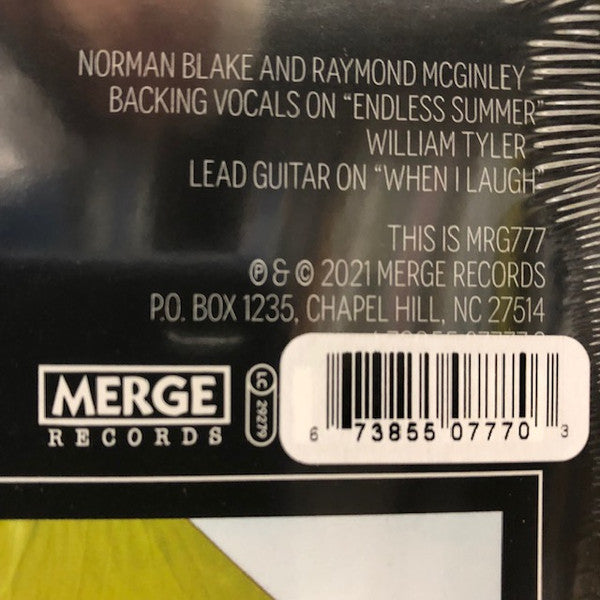 NORMAN BLAKE AND RAYMOND MCGINLEY
BACKING VOCALS ON “ENDLESS SUMMER”
WILLIAM TYLER
LEAD GUITAR ON “WHEN I LAUGH”
THIS IS MRG777
℗ & © 2021 MERGE RECORDS
P.O. BOX 1235, CHAPEL HILL, NC 27514
MERGE
RECORDS
LC 29279
6 73855 07770 3